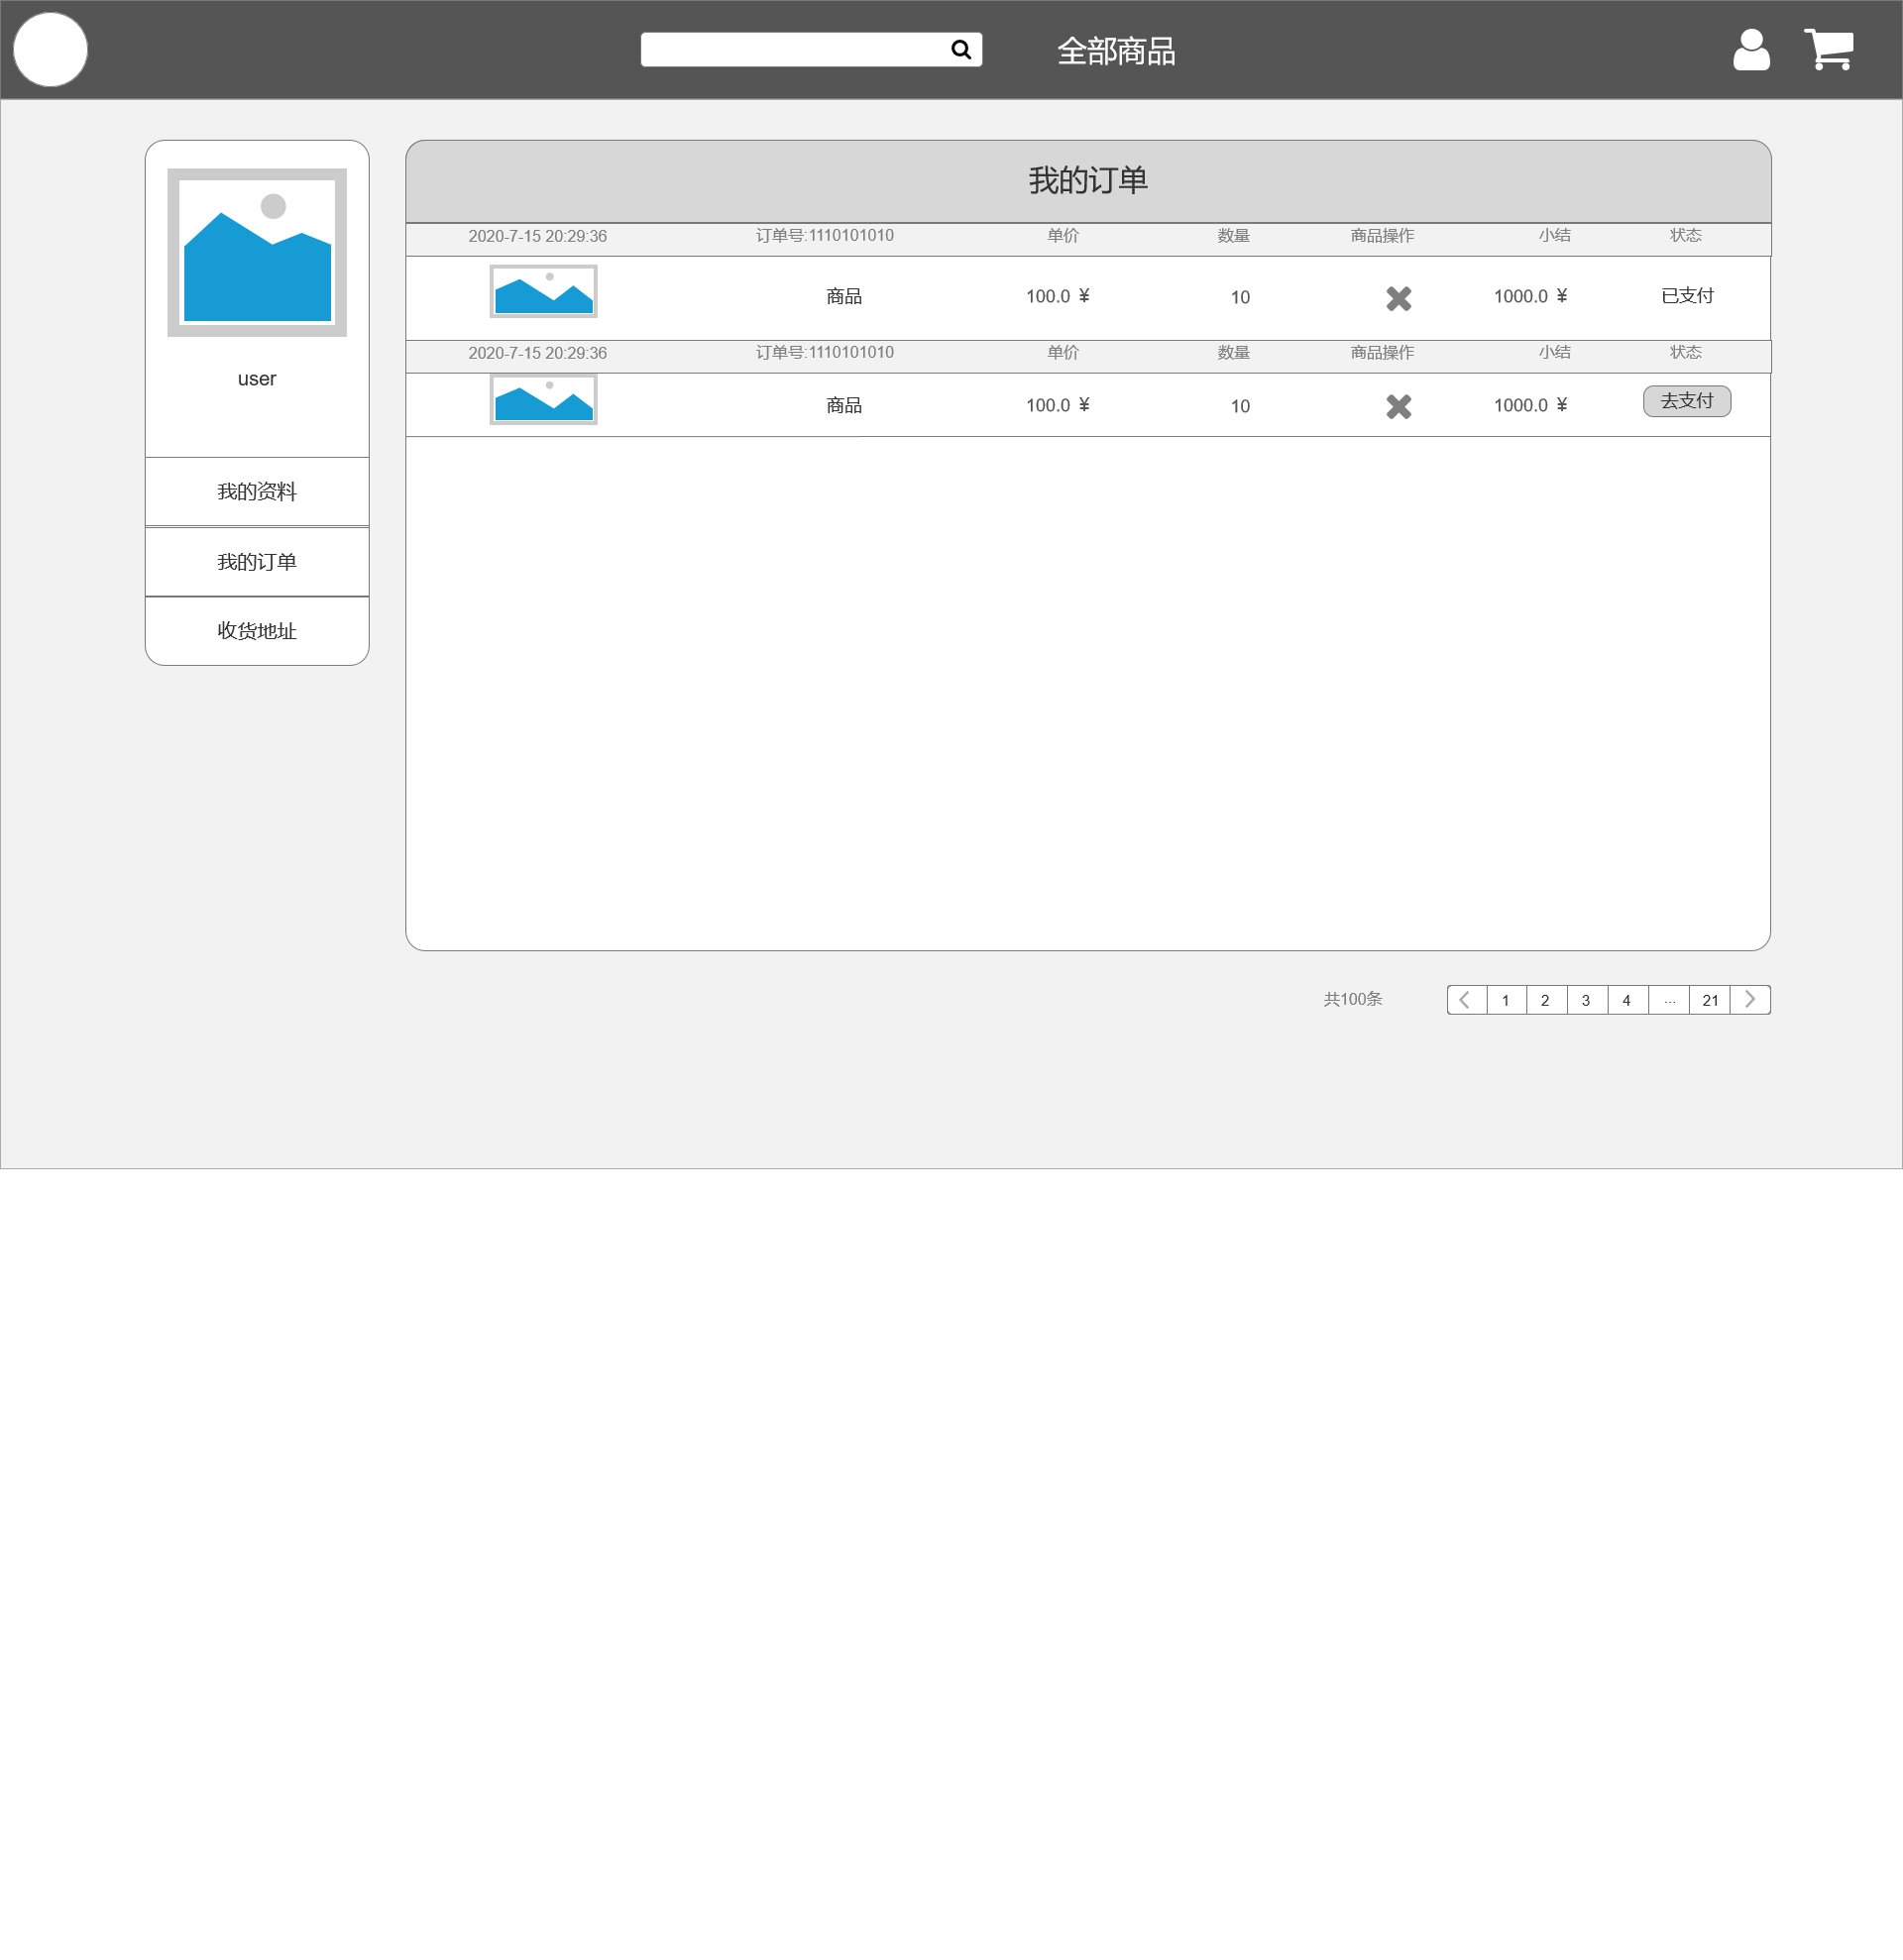 全部商品
user
我的资料
我的订单
收货地址
我的订单
2020-7-15 20:29:36 订单号:1110101010 单价 数量 商品操作 小结 状态
商品 100.0 ¥ 10 1000.0 ¥ 已支付
2020-7-15 20:29:36 订单号:1110101010 单价 数量 商品操作 小结 状态
商品 100.0 ¥ 10 1000.0 ¥ 去支付
共100条 1 2 3 4 ... 21